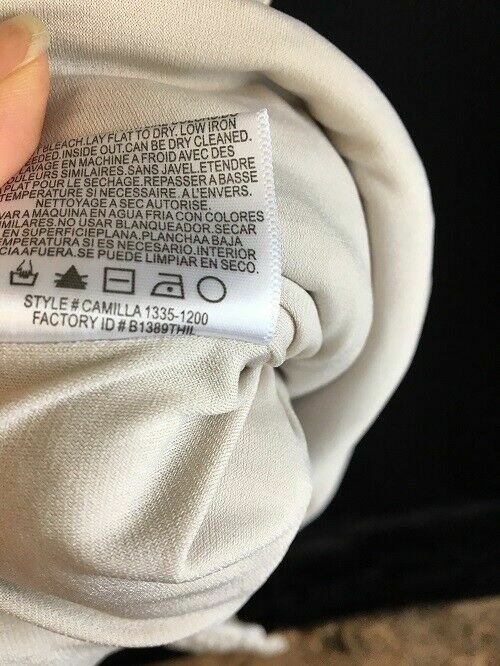 BLEACH.LAY FLAT TO DRY. LOW IRON
INSIDE OUT.CAN BE DRY CLEANED.
EN MACHINE A FROID AVEC DES
SIMILAIRES.SANS JAVEL.ETENDRE
PLAT POUR LE SECHAGE REPASSER A BASSE
TEMPERATURE SI NECESSAIRE. A'L'ENVERS.
NETTOYAGE A SEC AUTORISE.
VAR A MAQUINA EN AGUA FRIA CON COLORES
SIMILARES.NO USAR BLANQUEADOR.SECAR
EN SUPERFICIE PLANA.PLANCHAA BAJA
SI ES NECESARIO.INTERIOR
AFUERA.SE PUEDE LIMPIAR EN SECO.
STYLE # CAMILLA 1335-1200
FACTORY ID # B1389THIL